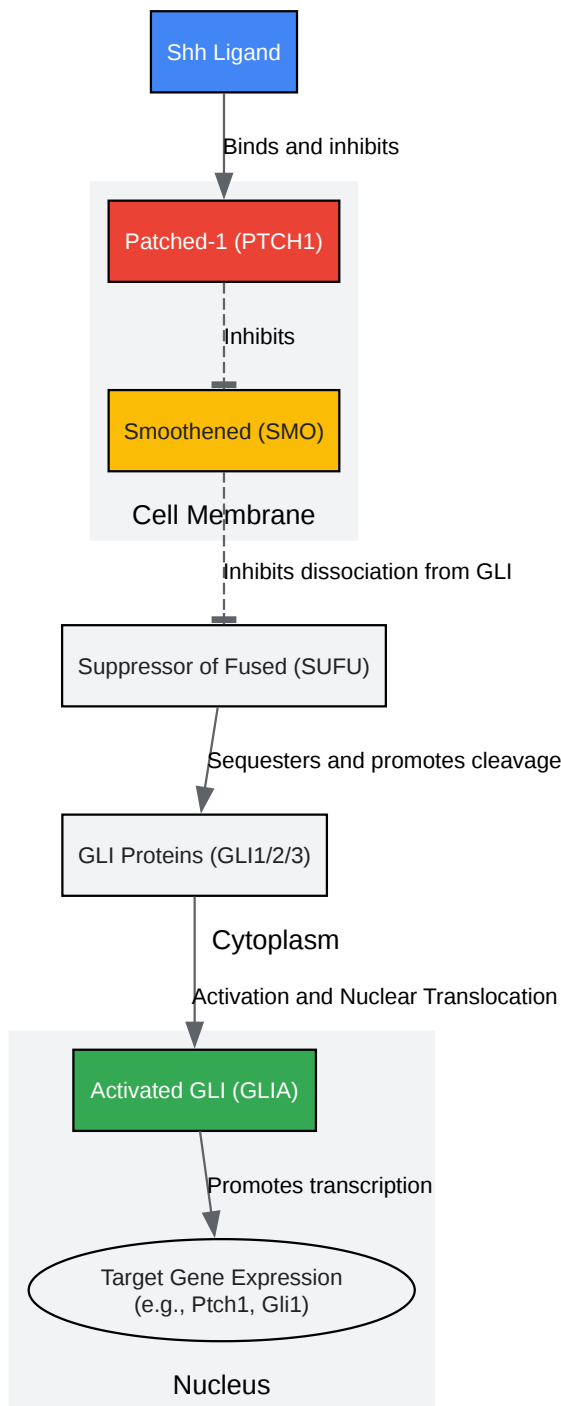 Shh Ligand
Binds and inhibits
Patched-1 (PTCH1)
Inhibits
Smoothened (SMO)
Cell Membrane
Inhibits dissociation from GLI
Suppressor of Fused (SUFU)
Sequesters and promotes cleavage
GLI Proteins (GLI1/2/3)
Cytoplasm
Activation and Nuclear Translocation
Activated GLI (GLIA)
Promotes transcription
Target Gene Expression
(e.g., Ptch1, Gli1)
Nucleus